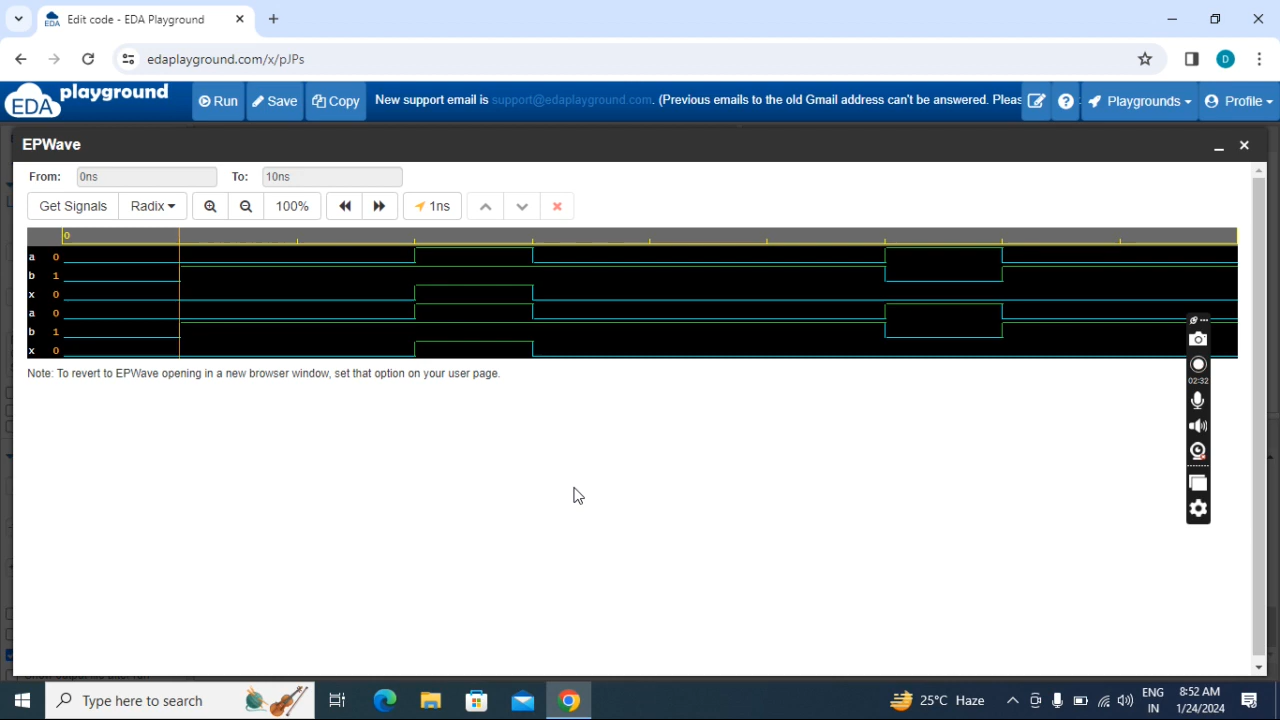 Edit code - EDA Playground
edaplayground.com/x/pJPs
D
EDA playground
Run
Save
Copy
New support email is support@edaplayground.com. (Previous emails to the old Gmail address can't be answered. Pleas
Playgrounds
Profile
EPWave
From: 0ns To: 10ns
Get Signals Radix 100% 1ns
0
a 0
b 1
x 0
a 0
b 1
x 0
Note: To revert to EPWave opening in a new browser window, set that option on your user page.
02:32
Type here to search
25°C Haze
ENG
IN
8:52 AM
1/24/2024